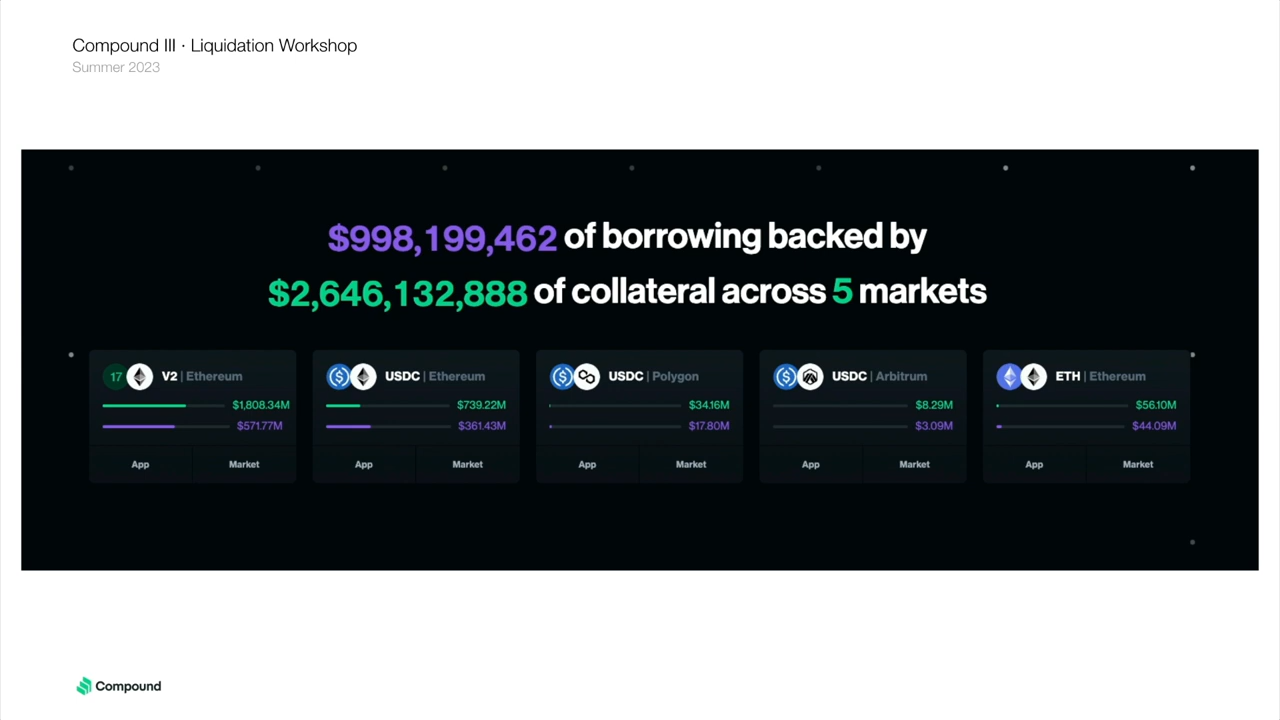 Compound III · Liquidation Workshop
Summer 2023
$998,199,462 of borrowing backed by
$2,646,132,888 of collateral across 5 markets
17 V2 | Ethereum
$1,808.34M
$571.77M
App Market
USDC | Ethereum
$739.22M
$361.43M
App Market
USDC | Polygon
$34.16M
$17.80M
App Market
USDC | Arbitrum
$8.29M
$3.09M
App Market
ETH | Ethereum
$56.10M
$44.09M
App Market
Compound